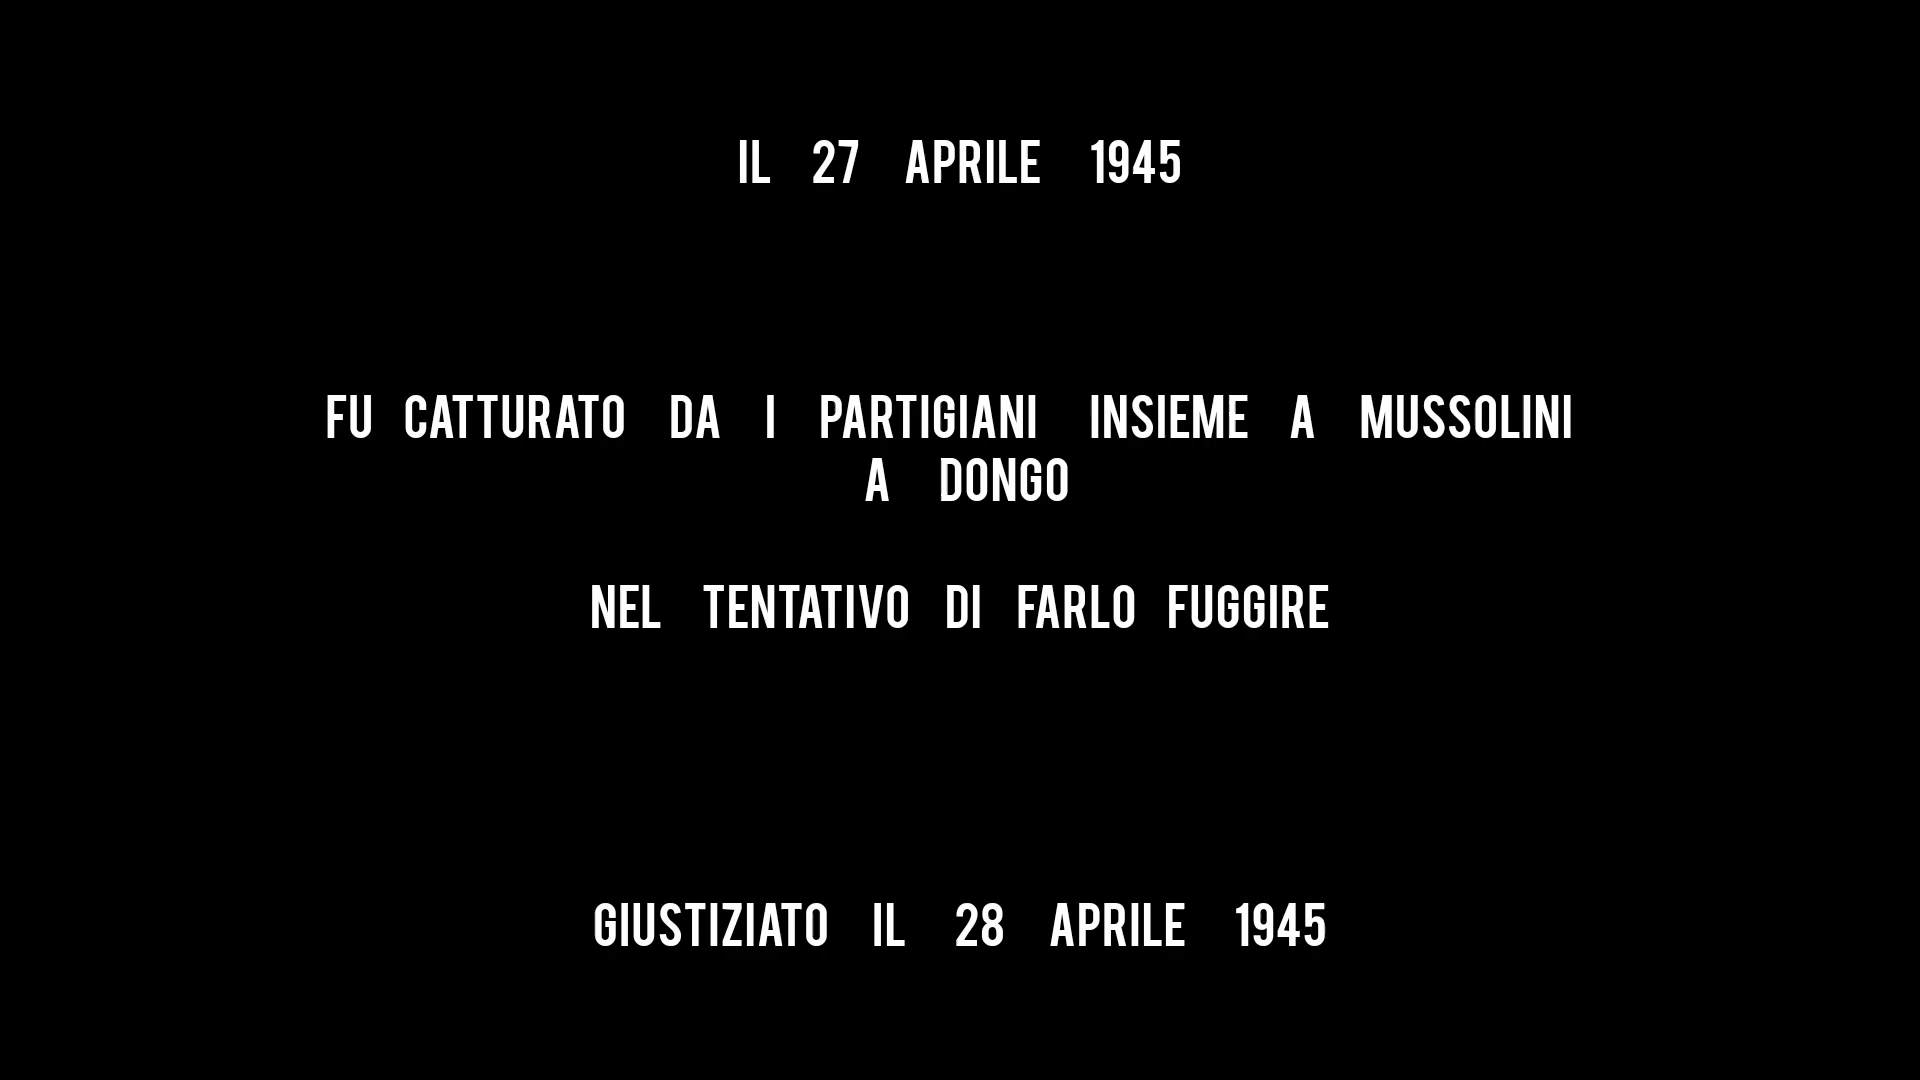 IL 27 APRILE 1945
FU CATTURATO DA I PARTIGIANI INSIEME A MUSSOLINI
A DONGO
NEL TENTATIVO DI FARLO FUGGIRE
GIUSTIZIATO IL 28 APRILE 1945